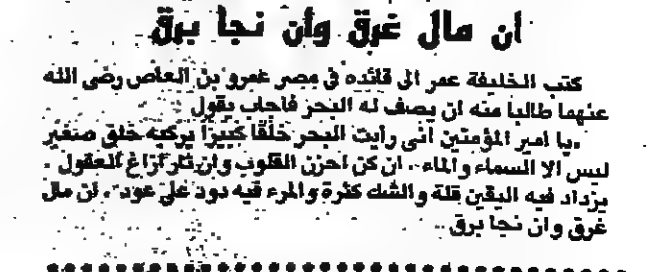 ان مال غرق وان نجا برق
كتب الخليفة عمر الى قائده في مصر عمرو بن العاص رضى الله
عنهما طالبا منه ان يصف له البحر فاجاب يقول :
.يا امير المؤمنين انى رأيت البحر خلقا كبيرا يركبه خلق صغير
ليس الا السماء والماء .. ان ركن احزن القلوب وان ثار ازاغ العقول .
يزداد فيه اليقين قلة والشك كثرة والمرء فيه دود على عود . ان مال
غرق وان نجا برق ..